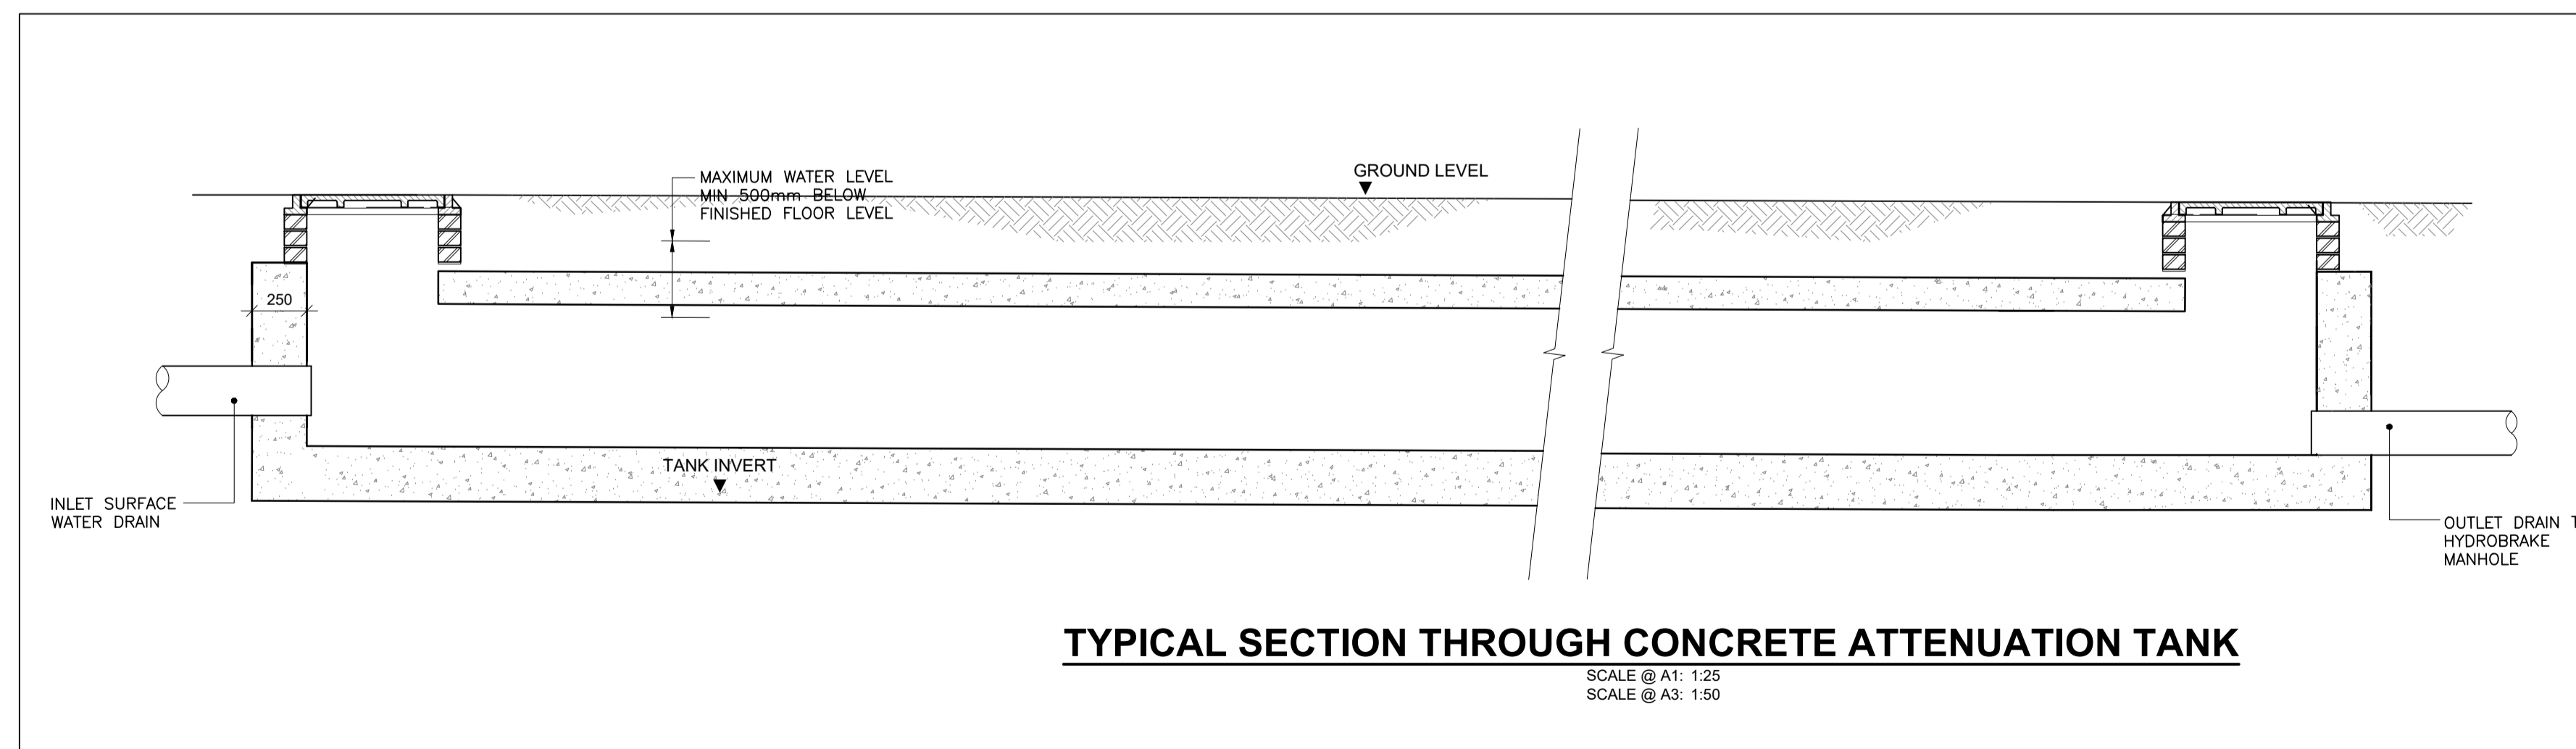 MAXIMUM WATER LEVEL
MIN 500mm BELOW
FINISHED FLOOR LEVEL
GROUND LEVEL
250
TANK INVERT
INLET SURFACE
WATER DRAIN
OUTLET DRAIN T
HYDROBRAKE
MANHOLE
TYPICAL SECTION THROUGH CONCRETE ATTENUATION TANK
SCALE @ A1: 1:25
SCALE @ A3: 1:50